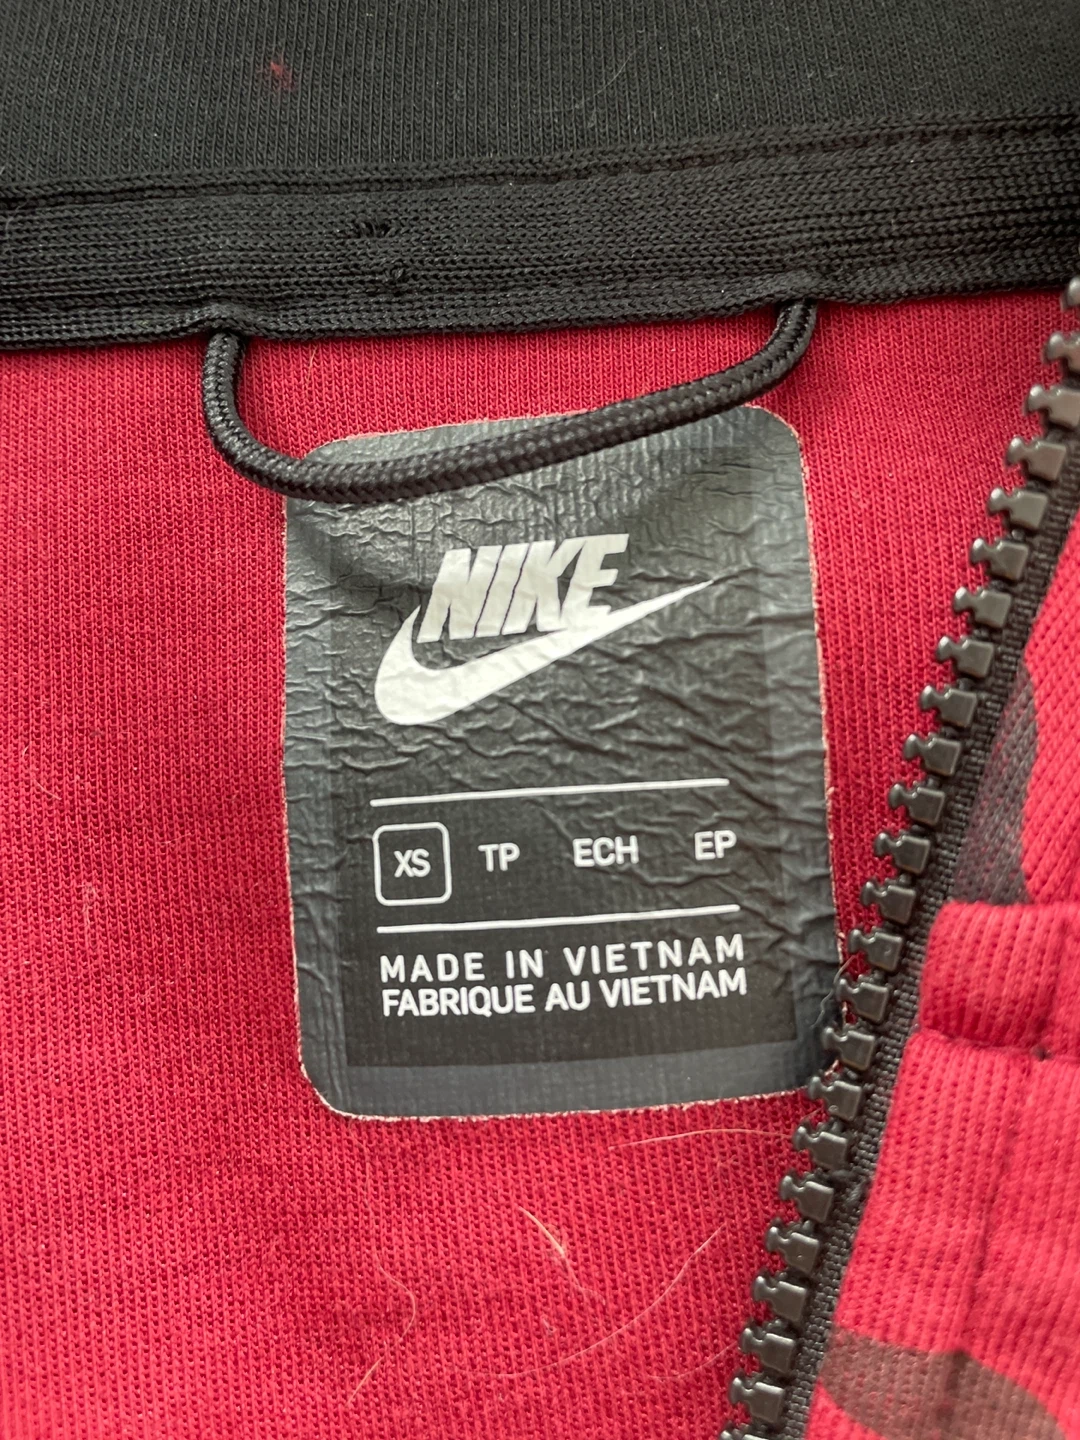 NIKE
XS TP ECH EP
MADE IN VIETNAM
FABRIQUE AU VIETNAM